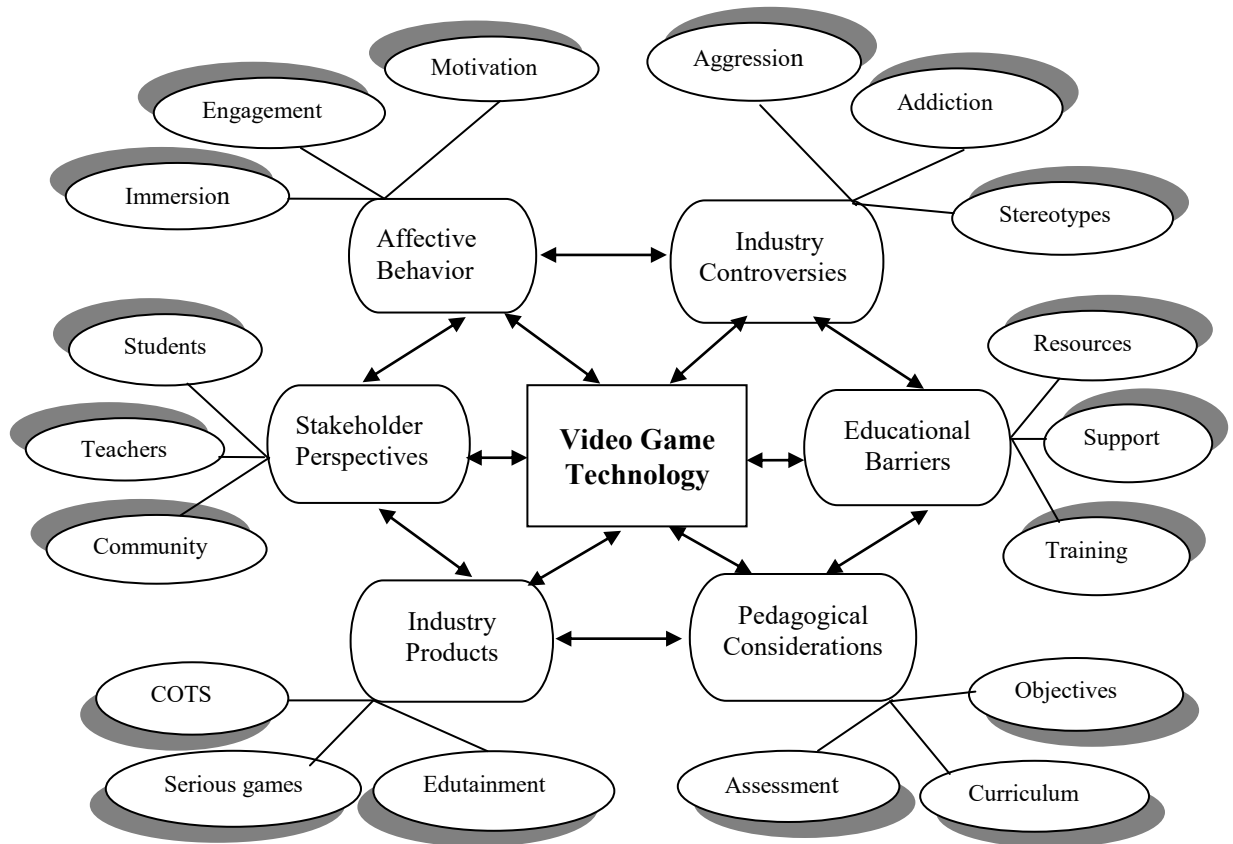 Motivation
Aggression
Engagement
Addiction
Immersion
Stereotypes
Affective
Behavior
Industry
Controversies
Students
Resources
Teachers
Stakeholder
Perspectives
Video Game
Technology
Educational
Barriers
Support
Community
Training
Industry
Products
Pedagogical
Considerations
COTS
Objectives
Serious games
Edutainment
Assessment
Curriculum